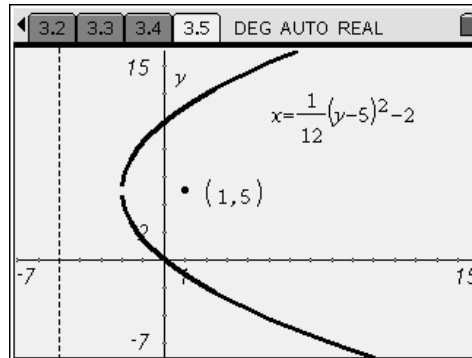 3.2 3.3 3.4 3.5 DEG AUTO REAL
15 y
x=1/12(y-5)²-2
(1,5)
2
-7 1 15
-7